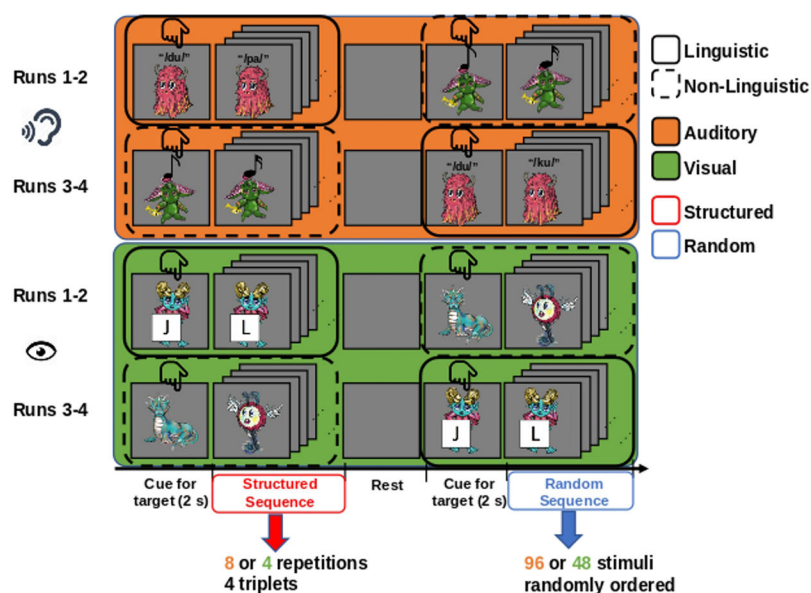 Runs 1-2
"/du/"
"/pa/"
Linguistic
Non-Linguistic
Auditory
Visual
Runs 3-4
"/du/"
"/ku/"
Structured
Random
Runs 1-2
J
L
Runs 3-4
J
L
Cue for
target (2 s)
Structured
Sequence
Rest
Cue for
target (2 s)
Random
Sequence
8 or 4 repetitions
4 triplets
96 or 48 stimuli
randomly ordered